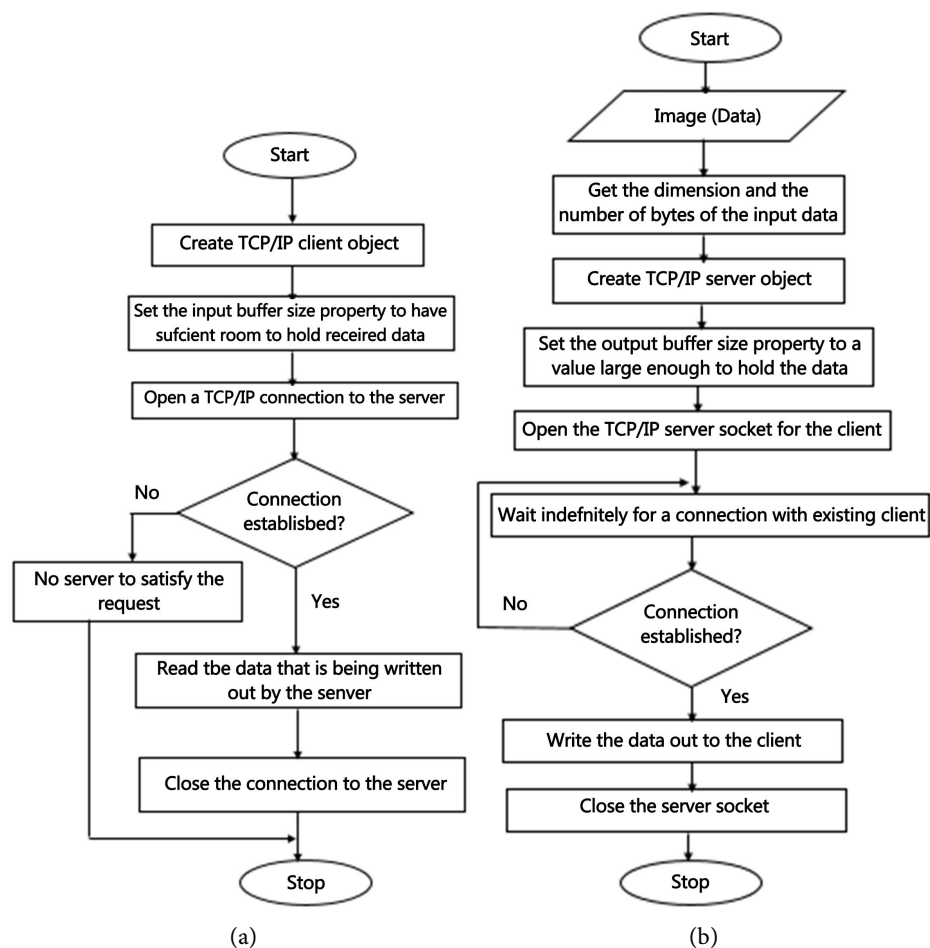 Start
Create TCP/IP client object
Set the input buffer size property to have
sufcient room to hold receired data
Open a TCP/IP connection to the server
No
Connection
establisbed?
No server to satisfy the
request
Yes
Read tbe data that is being written
out by the senver
Close the connection to the server
Stop
(a)
Start
Image (Data)
Get the dimension and the
number of bytes of the input data
Create TCP/IP server object
Set the output buffer size property to a
value large enough to hold the data
Open the TCP/IP server socket for the client
Wait indefnitely for a connection with existing client
No
Connection
established?
Yes
Write the data out to the client
Close the server socket
Stop
(b)